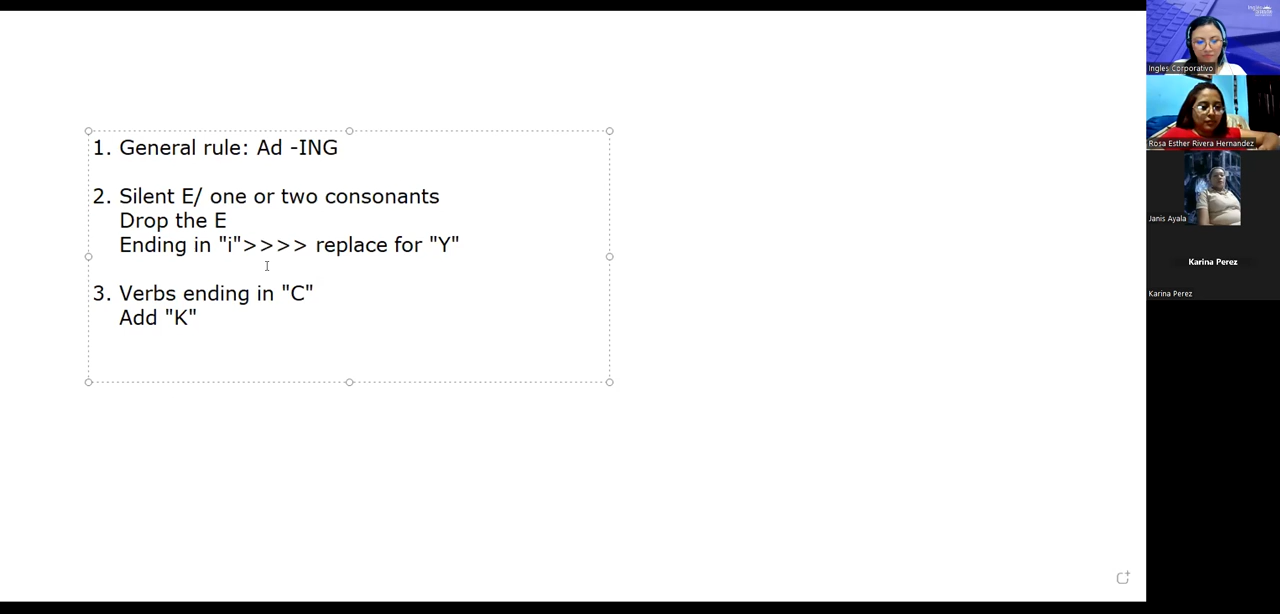 1. General rule: Ad -ING
2. Silent E/ one or two consonants
Drop the E
Ending in "i">>>> replace for "Y"
3. Verbs ending in "C"
Add "K"
Ingles Corporativo
Rosa Esther Rivera Hernandez
Janis Ayala
Karina Perez
Karina Perez